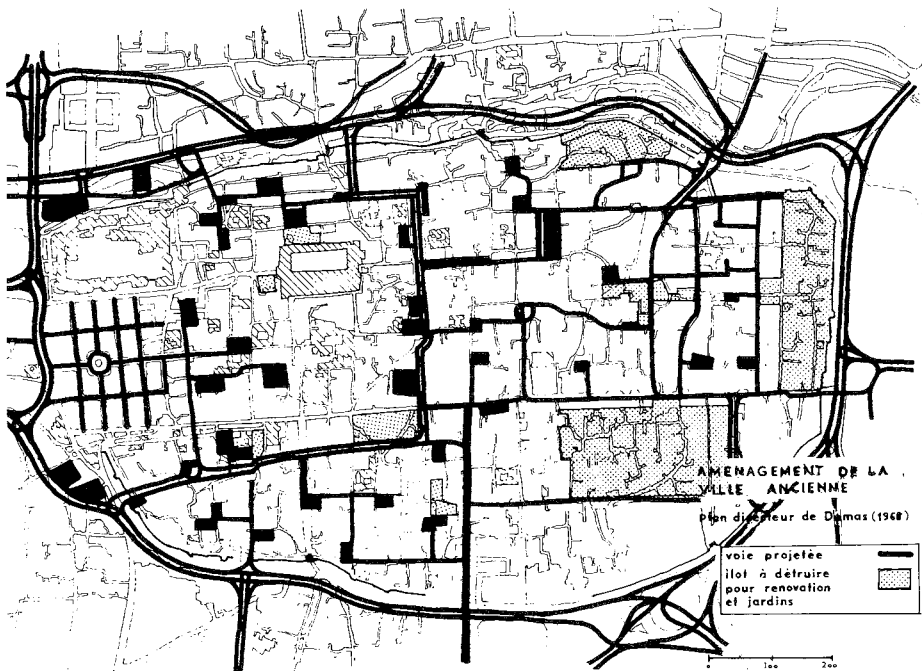 AMENAGEMENT DE LA
VILLE ANCIENNE
plan directeur de Damas (1968)
voie projetée
ilot à détruire
pour renovation
et jardins
0 100 200